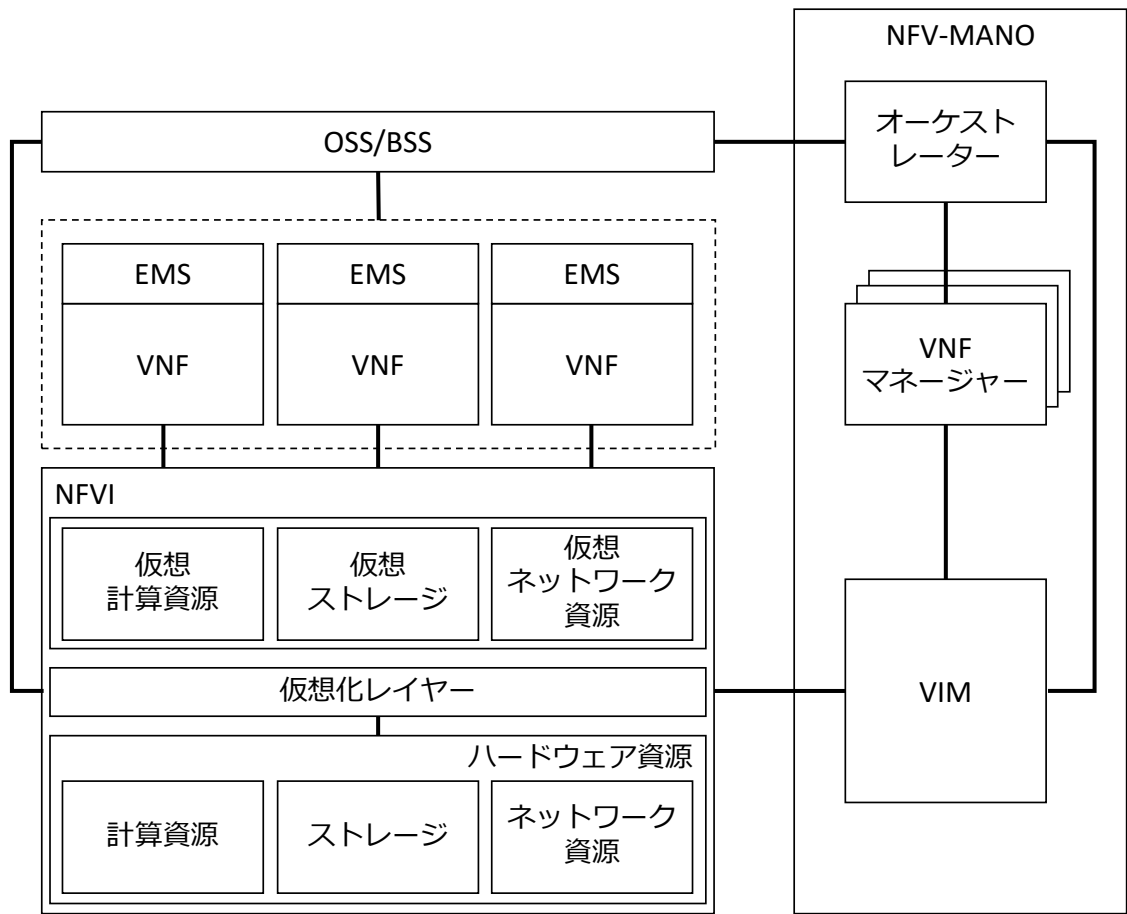 NFV-MANO
オーケスト
レーター
OSS/BSS
EMS
EMS
EMS
VNF
VNF
VNF
VNF
マネージャー
NFVI
仮想
計算資源
仮想
ストレージ
仮想
ネットワーク
資源
仮想化レイヤー
VIM
ハードウェア資源
計算資源
ストレージ
ネットワーク
資源